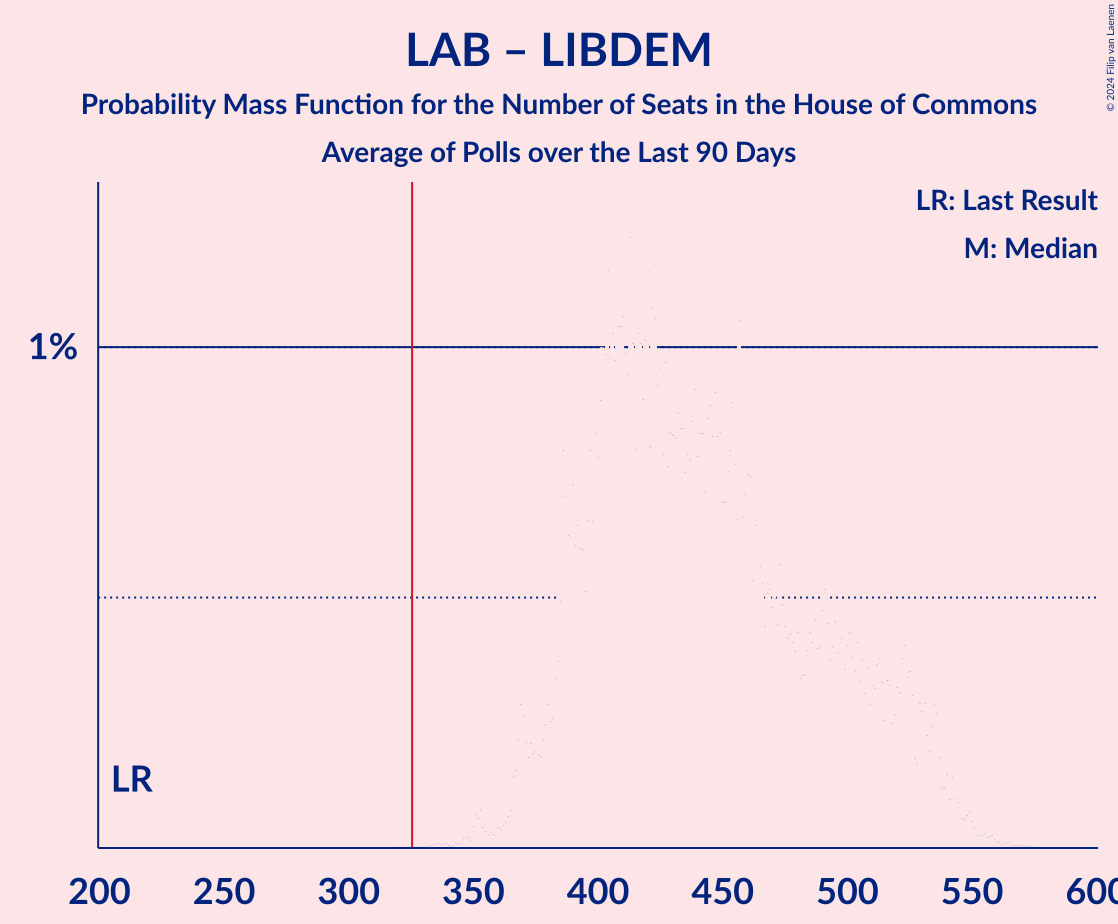 LAB – LIBDEM
Probability Mass Function for the Number of Seats in the House of Commons
Average of Polls over the Last 90 Days
© 2024 Filip van Laenen
LR: Last Result
M: Median
1%
LR
200 250 300 350 400 450 500 550 600